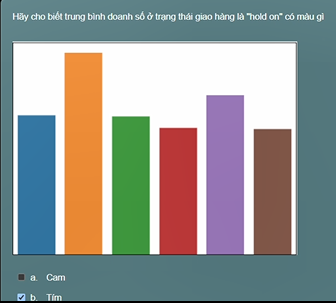 Hãy cho biết trung bình doanh số ở trạng thái giao hàng là "hold on" có màu gì
a. Cam
b. Tím